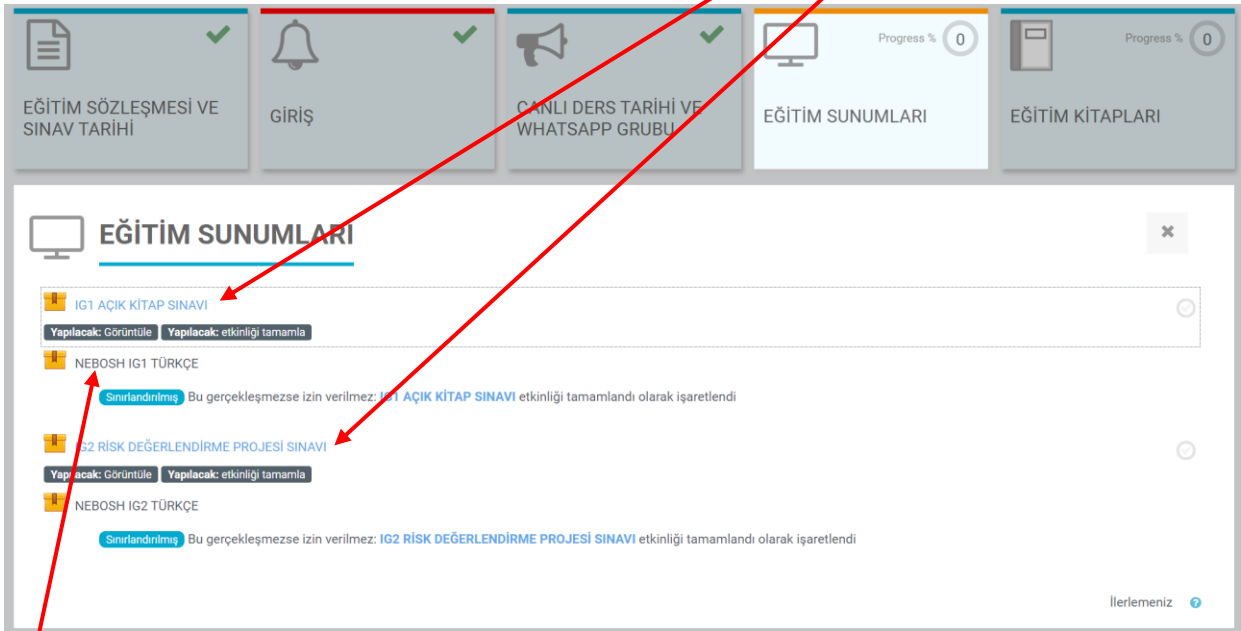 Progress % 0
Progress % 0
EĞİTİM SÖZLEŞMESİ VE
SINAV TARİHİ
GİRİŞ
CANLI DERS TARİHİ VE
WHATSAPP GRUBU
EĞİTİM SUNUMLARI
EĞİTİM KİTAPLARI
EĞİTİM SUNUMLARI
IG1 AÇIK KİTAP SINAVI
Yapılacak: Görüntüle Yapılacak: etkinliği tamamla
NEBOSH IG1 TÜRKÇE
Sınırlandırılmış Bu gerçekleşmezse izin verilmez: IG1 AÇIK KİTAP SINAVI etkinliği tamamlandı olarak işaretlendi
IG2 RİSK DEĞERLENDİRME PROJESİ SINAVI
Yapılacak: Görüntüle Yapılacak: etkinliği tamamla
NEBOSH IG2 TÜRKÇE
Sınırlandırılmış Bu gerçekleşmezse izin verilmez: IG2 RİSK DEĞERLENDİRME PROJESİ SINAVI etkinliği tamamlandı olarak işaretlendi
İlerlemeniz